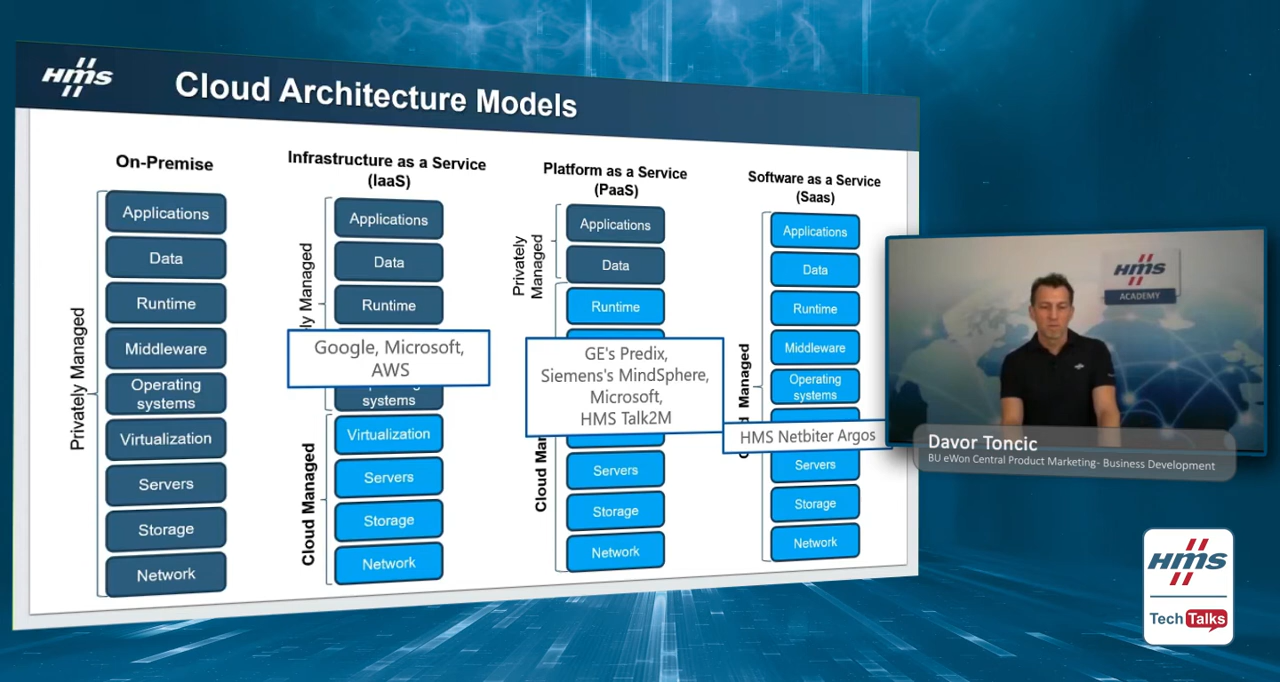 HMS
Cloud Architecture Models
On-Premise
Privately Managed
Applications
Data
Runtime
Middleware
Operating
systems
Virtualization
Servers
Storage
Network
Infrastructure as a Service
(IaaS)
Managed
Applications
Data
Runtime
Google, Microsoft,
AWS
systems
Cloud Managed
Virtualization
Servers
Storage
Network
Platform as a Service
(PaaS)
Privately
Managed
Applications
Data
Runtime
GE's Predix,
Siemens's MindSphere,
Microsoft,
HMS Talk2M
Cloud
Servers
Storage
Network
Software as a Service
(Saas)
Managed
Applications
Data
Runtime
Middleware
Operating
systems
HMS Netbiter Argos
Servers
Storage
Network
HMS
ACADEMY
HMS
Davor Toncic
BU eWon Central Product Marketing- Business Development
HMS
Tech Talks